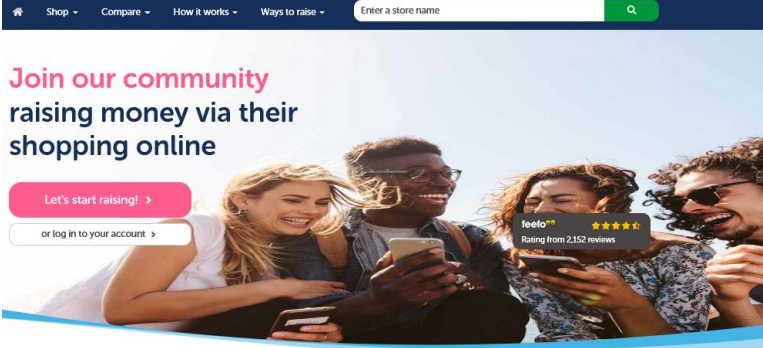 Shop Compare How it works Ways to raise Enter a store name
Join our community
raising money via their
shopping online
Let's start raising! >
or log in to your account >
feefo
Rating from 2,152 reviews